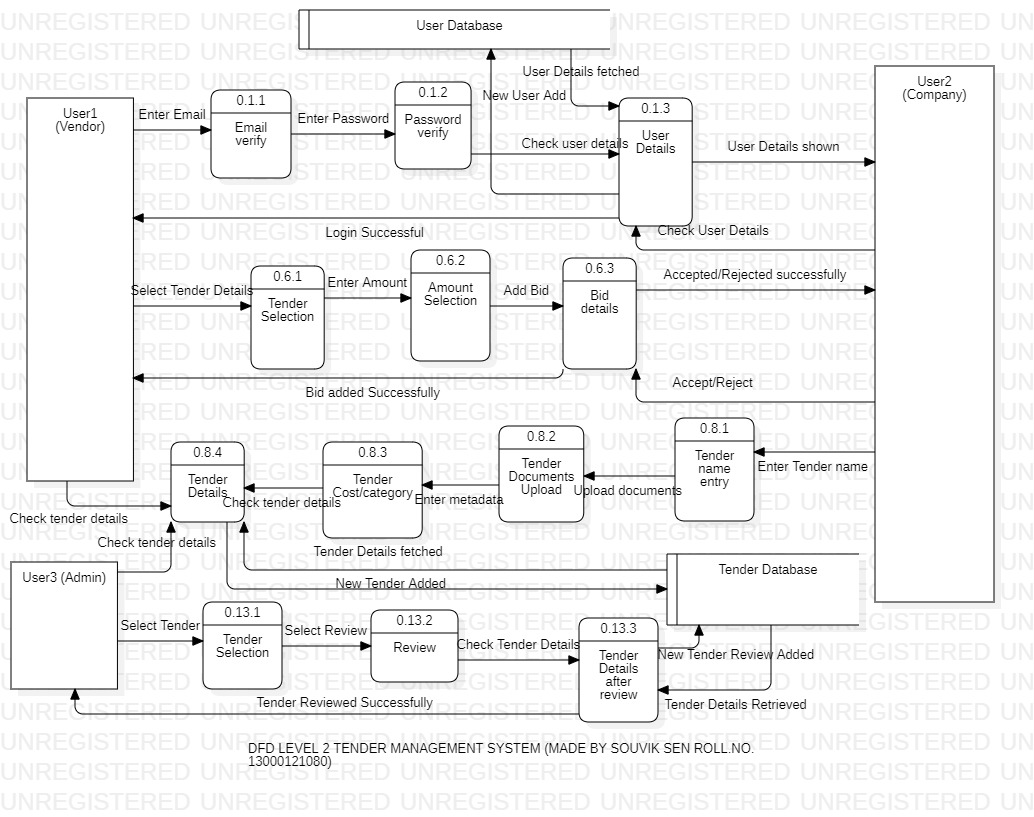 User Database
User Details fetched
New User Add
User2
(Company)
User1
(Vendor)
Enter Email
0.1.1
Email
verify
Enter Password
0.1.2
Password
verify
Check user details
0.1.3
User
Details
User Details shown
Login Successful
Check User Details
Select Tender Details
0.6.1
Tender
Selection
Enter Amount
0.6.2
Amount
Selection
Add Bid
0.6.3
Bid
details
Accepted/Rejected successfully
Bid added Successfully
Accept/Reject
0.8.4
Tender
Details
Check tender details
0.8.3
Tender
Cost/category
Enter metadata
0.8.2
Tender
Documents
Upload
Upload documents
0.8.1
Tender
name
entry
Enter Tender name
Check tender details
Check tender details
Tender Details fetched
New Tender Added
Tender Database
User3 (Admin)
Select Tender
0.13.1
Tender
Selection
Select Review
0.13.2
Review
Check Tender Details
0.13.3
Tender
Details
after
review
New Tender Review Added
Tender Details Retrieved
Tender Reviewed Successfully
DFD LEVEL 2 TENDER MANAGEMENT SYSTEM (MADE BY SOUVIK SEN ROLL.NO.
13000121080)
UNREGISTERED